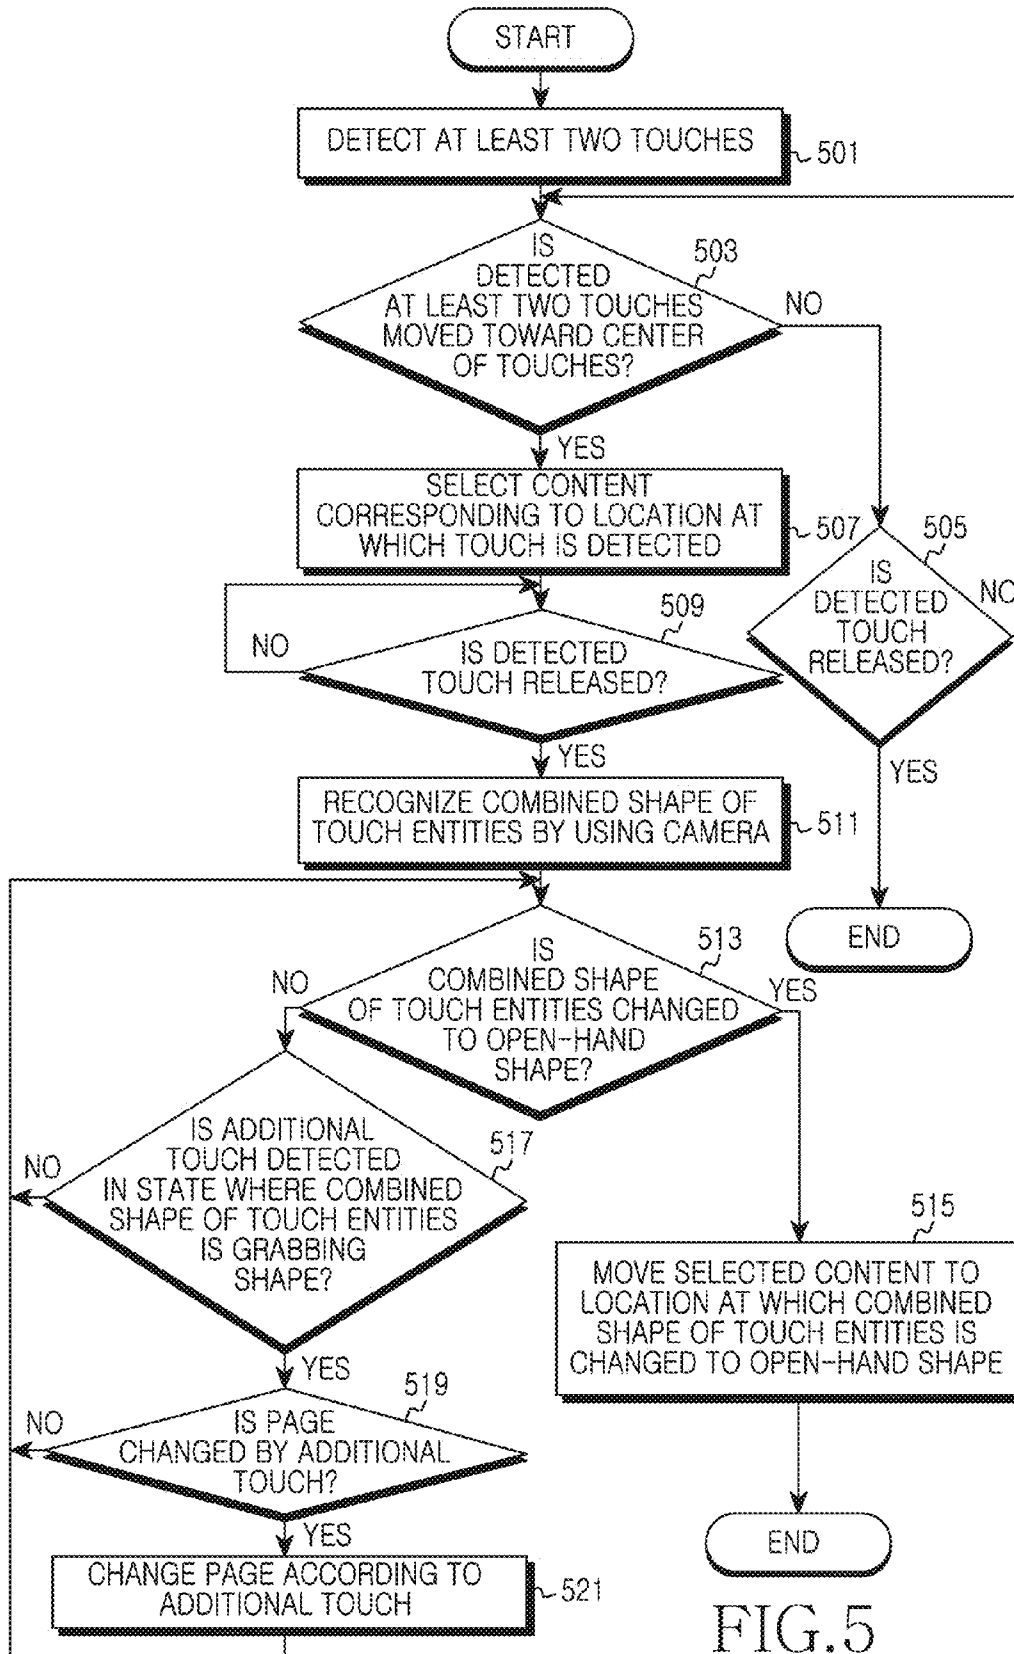 START
DETECT AT LEAST TWO TOUCHES
501
IS
DETECTED
AT LEAST TWO TOUCHES
MOVED TOWARD CENTER
OF TOUCHES?
503
NO
YES
SELECT CONTENT
CORRESPONDING TO LOCATION AT
WHICH TOUCH IS DETECTED
507
505
IS
DETECTED
TOUCH
RELEASED?
NO
YES
END
509
IS DETECTED
TOUCH RELEASED?
NO
YES
RECOGNIZE COMBINED SHAPE OF
TOUCH ENTITIES BY USING CAMERA
511
513
IS
COMBINED SHAPE
OF TOUCH ENTITIES CHANGED
TO OPEN-HAND
SHAPE?
NO
YES
IS ADDITIONAL
TOUCH DETECTED
IN STATE WHERE COMBINED
SHAPE OF TOUCH ENTITIES
IS GRABBING
SHAPE?
517
NO
YES
515
MOVE SELECTED CONTENT TO
LOCATION AT WHICH COMBINED
SHAPE OF TOUCH ENTITIES IS
CHANGED TO OPEN-HAND SHAPE
END
519
IS PAGE
CHANGED BY ADDITIONAL
TOUCH?
NO
YES
CHANGE PAGE ACCORDING TO
ADDITIONAL TOUCH
521
FIG.5